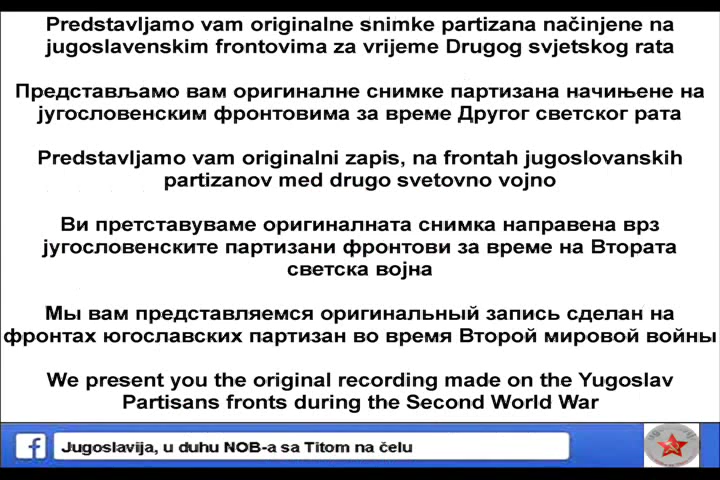 Predstavljamo vam originalne snimke partizana načinjene na
jugoslavenskim frontovima za vrijeme Drugog svjetskog rata
Представљамо вам оригиналне снимке партизана начињене на
југословенским фронтовима за време Другог светског рата
Predstavljamo vam originalni zapis, na frontah jugoslovanskih
partizanov med drugo svetovno vojno
Ви претставуваме оригиналната снимка направена врз
југословенските партизани фронтови за време на Втората
светска војна
Мы вам представляемся оригинальный запись сделан на
фронтах югославских партизан во время Второй мировой войны
We present you the original recording made on the Yugoslav
Partisans fronts during the Second World War
f
Jugoslavija, u duhu NOB-a sa Titom na čelu